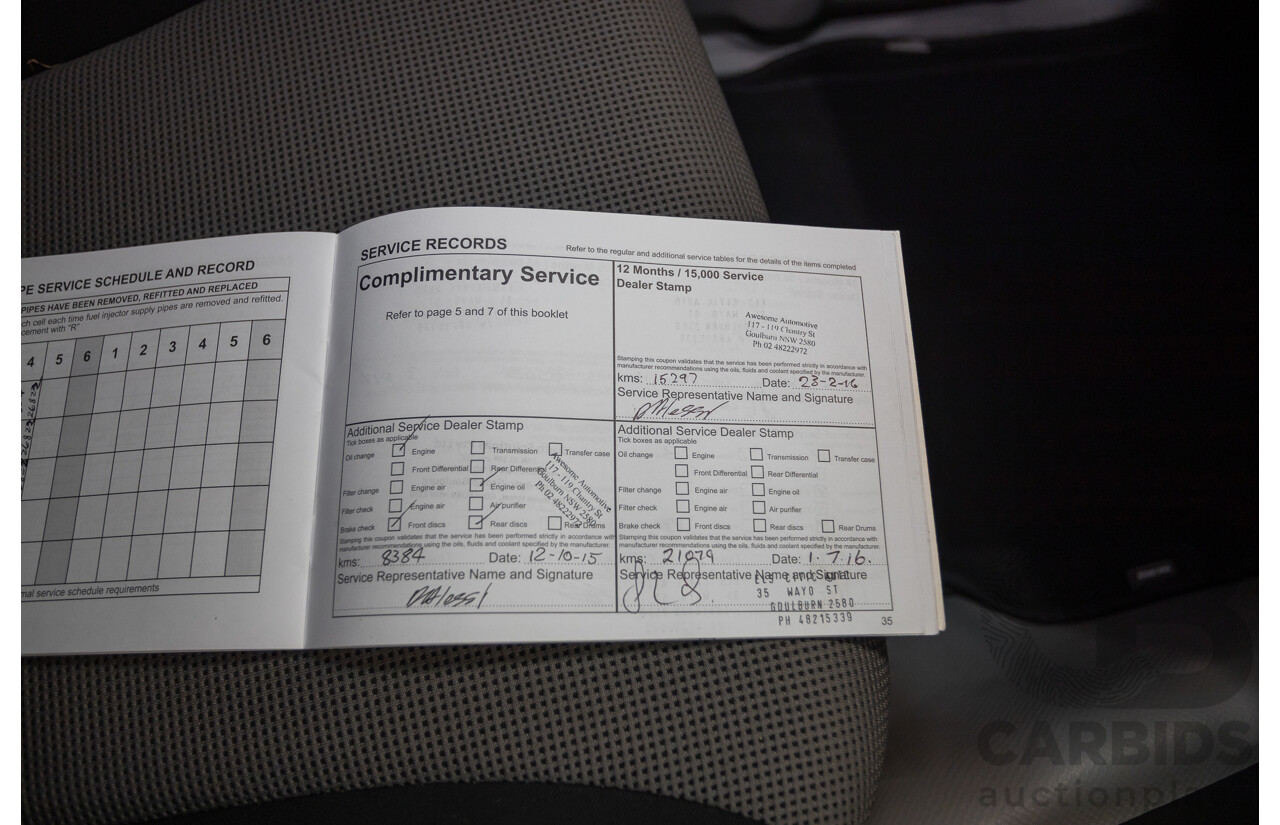 PE SERVICE SCHEDULE AND RECORD
PIPES HAVE BEEN REMOVED, REFITTED AND REPLACED
ch cell each time fuel injector supply pipes are removed and refitted.
cement with "R"
4 5 6 1 2 3 4 5 6
nal service schedule requirements
SERVICE RECORDS
Refer to the regular and additional service tables for the details of the items completed
Complimentary Service
Refer to page 5 and 7 of this booklet
12 Months / 15,000 Service
Dealer Stamp
Awesome Automotive
117 - 119 Chantry St
Goulburn NSW 2580
Ph 02 48222972
Stamping this coupon validates that the service has been performed strictly in accordance with
manufacturer recommendations using the oils, fluids and coolant specified by the manufacturer.
kms: 15297 Date: 23-2-16
Service Representative Name and Signature
Additional Service Dealer Stamp
Tick boxes as applicable
Oil change Engine Transmission Transfer case
Front Differential Rear Differential
Filter change Engine air Engine oil
Filter check Engine air Air purifier
Brake check Front discs Rear discs Rear Drums
Awesome Automotive
117 - 119 Chantry St
Goulburn NSW 2580
Ph 02 48222972
Stamping this coupon validates that the service has been performed strictly in accordance with
manufacturer recommendations using the oils, fluids and coolant specified by the manufacturer.
kms: 8384 Date: 12-10-15
Service Representative Name and Signature
Additional Service Dealer Stamp
Tick boxes as applicable
Oil change Engine Transmission Transfer case
Front Differential Rear Differential
Filter change Engine air Engine oil
Filter check Engine air Air purifier
Brake check Front discs Rear discs Rear Drums
Stamping this coupon validates that the service has been performed strictly in accordance with
manufacturer recommendations using the oils, fluids and coolant specified by the manufacturer.
kms: 21079 Date: 1.7.16.
Service Representative Name and Signature
35 MAYO ST
GOULBURN 2580
PH 48215339
35
CARBIDS